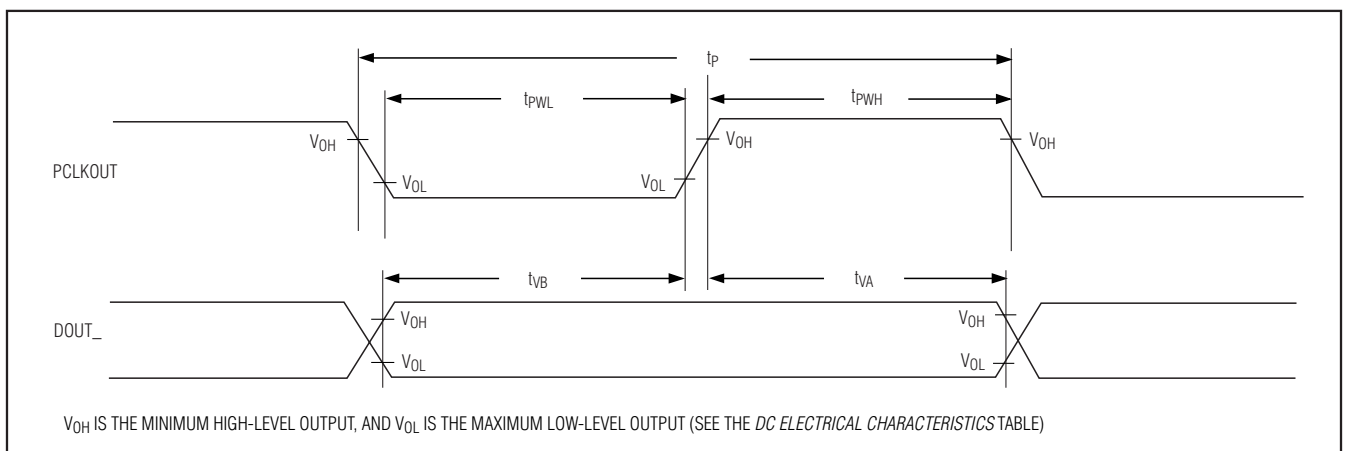 tP
tPWL
tPWH
VOH
VOH
VOH
PCLKOUT
VOL
VOL
tVB
tVA
VOH
VOH
DOUT_
VOL
VOL
VOH IS THE MINIMUM HIGH-LEVEL OUTPUT, AND VOL IS THE MAXIMUM LOW-LEVEL OUTPUT (SEE THE DC ELECTRICAL CHARACTERISTICS TABLE)